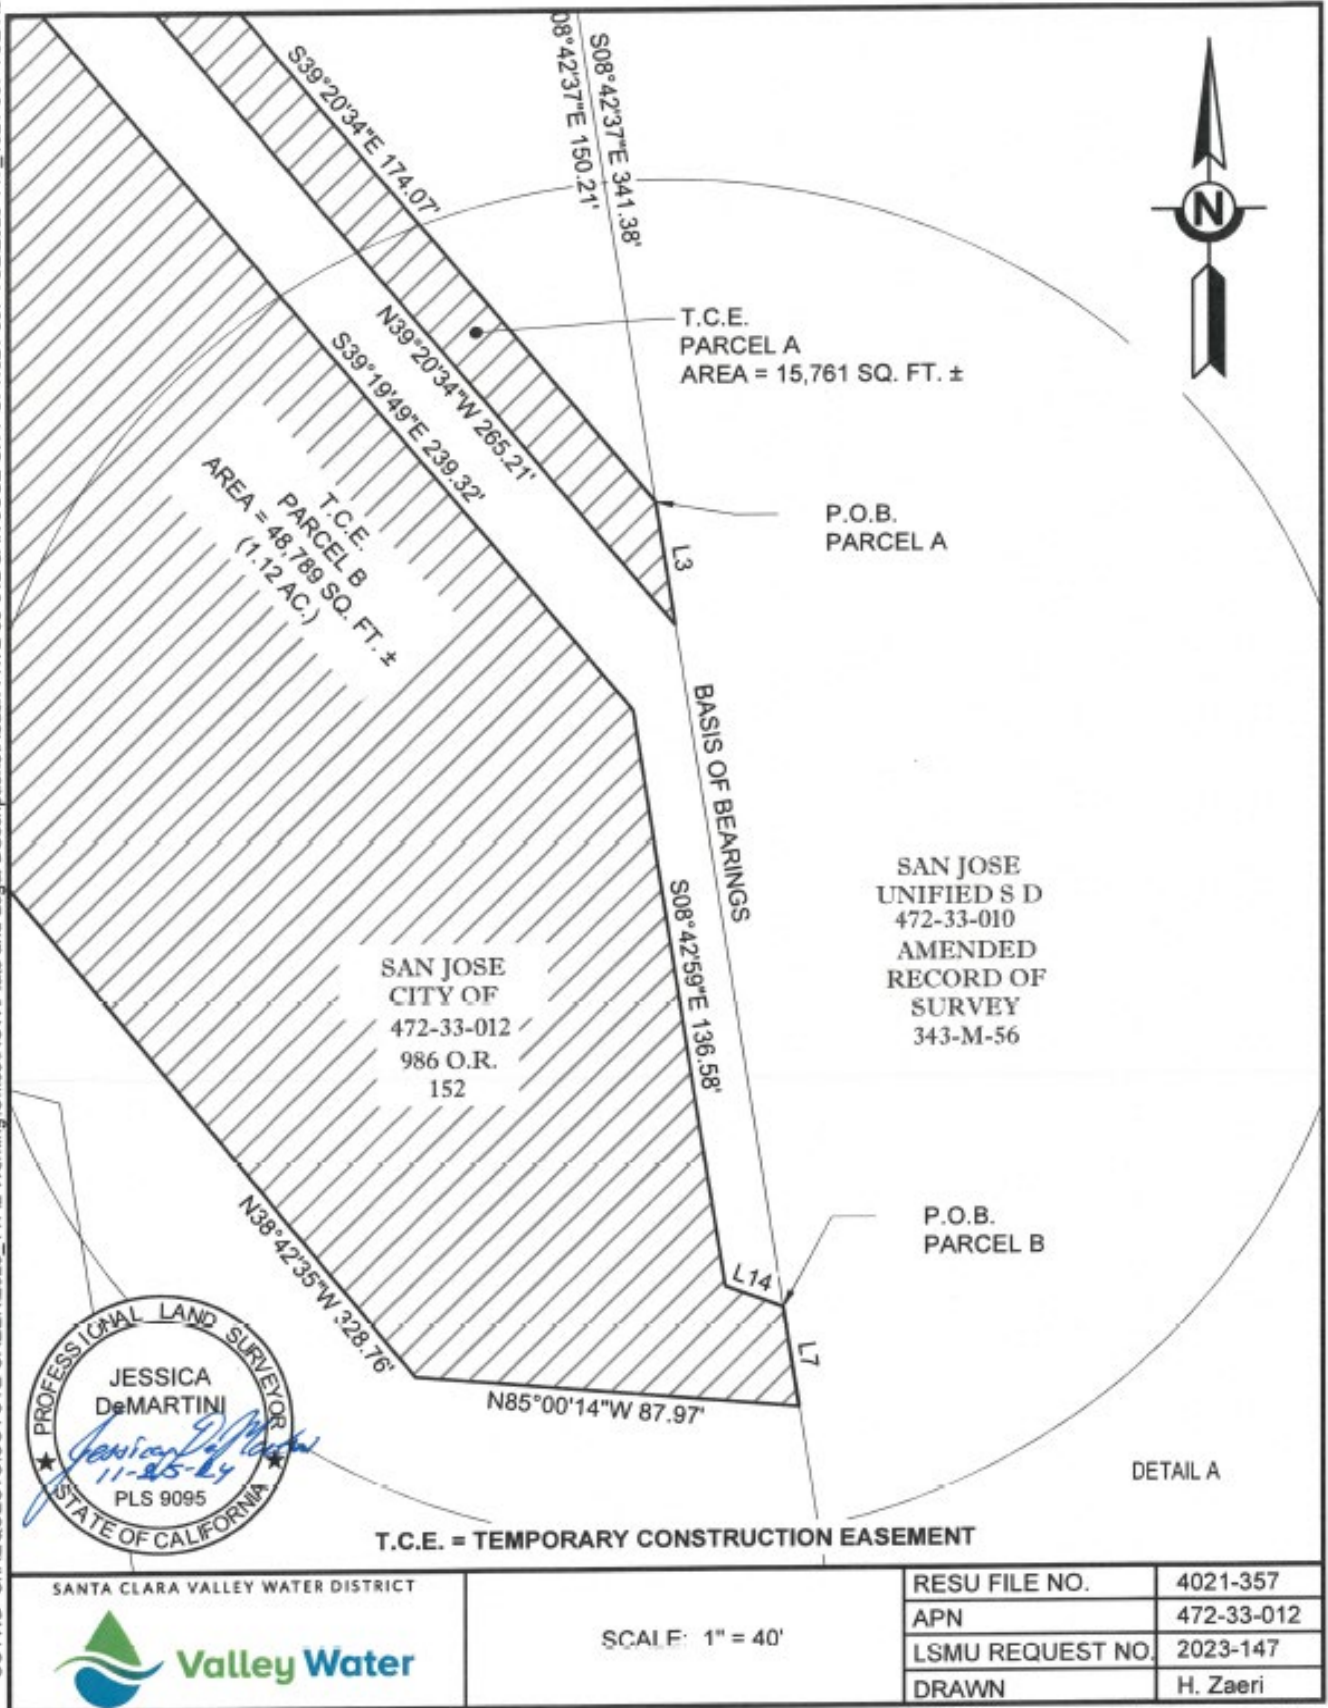 S39°20'34"E 174.07'
08°42'37"E 150.21'
S08°42'37"E 341.38'
N39°20'34"W 265.21'
S39°19'49"E 239.32'
T.C.E.
PARCEL A
AREA = 15,761 SQ. FT. ±
T.C.E.
PARCEL B
AREA = 48,789 SQ. FT. ±
(1.12 AC.)
P.O.B.
PARCEL A
L3
BASIS OF BEARINGS
S08°42'59"E 136.58'
SAN JOSE
UNIFIED S D
472-33-010
AMENDED
RECORD OF
SURVEY
343-M-56
SAN JOSE
CITY OF
472-33-012
986 O.R.
152
P.O.B.
PARCEL B
L14
L7
N38°42'35"W 328.76'
N85°00'14"W 87.97'
PROFESSIONAL LAND SURVEYOR
JESSICA
DeMARTINI
PLS 9095
STATE OF CALIFORNIA
DETAIL A
T.C.E. = TEMPORARY CONSTRUCTION EASEMENT
SANTA CLARA VALLEY WATER DISTRICT
Valley Water
SCALE: 1" = 40'
RESU FILE NO. 4021-357
APN 472-33-012
LSMU REQUEST NO. 2023-147
DRAWN H. Zaeri
N